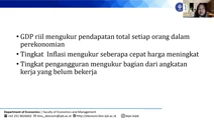 • GDP riil mengukur pendapatan total setiap orang dalam
perekonomian
• Tingkat Inflasi mengukur seberapa cepat harga meningkat
• Tingkat pengangguran mengukur bagian dari angkatan
kerja yang belum bekerja
Department of Economics | Faculty of Economics and Management